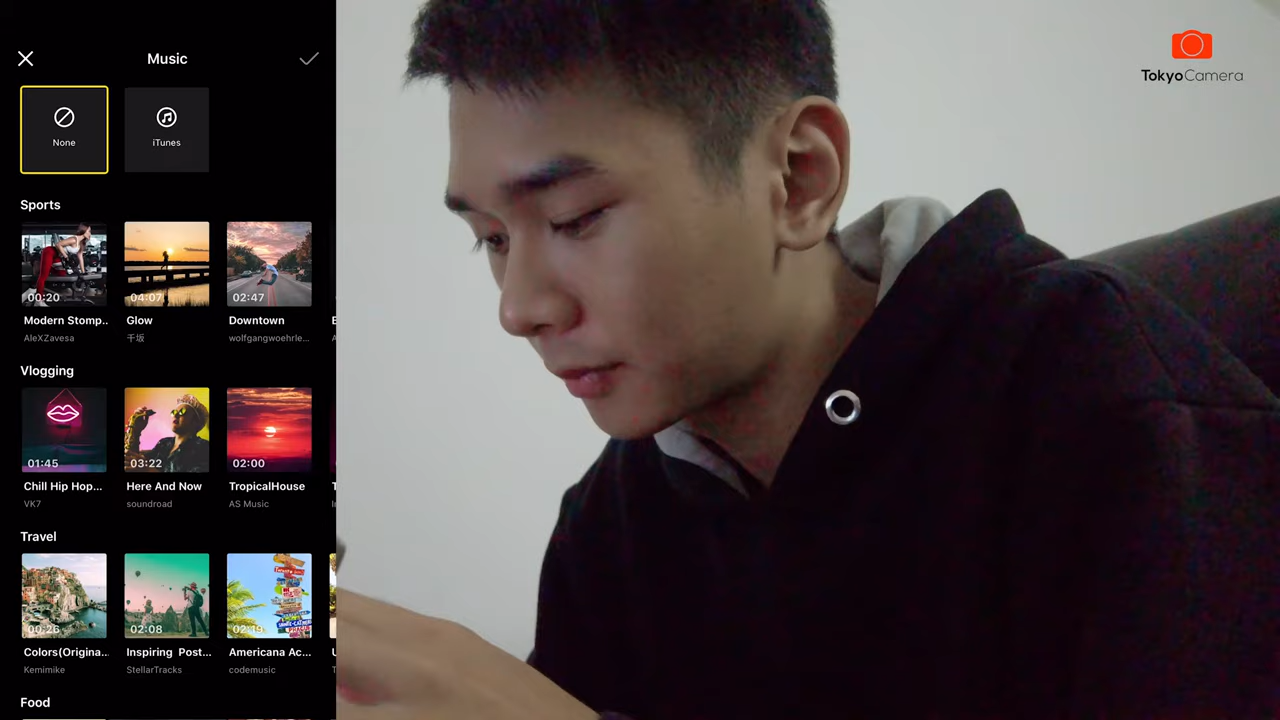 Music
None
iTunes
Sports
00:20
04:07
02:47
Modern Stomp..
Glow
Downtown
AleXZavesa
千坂
wolfgangwoehrle...
Vlogging
01:45
03:22
02:00
Chill Hip Hop...
Here And Now
TropicalHouse
VK7
soundroad
AS Music
Travel
00:26
02:08
Colors(Origina..
Inspiring Post...
Americana Ac...
Kemimike
StellarTracks
codemusic
Food
TokyoCamera